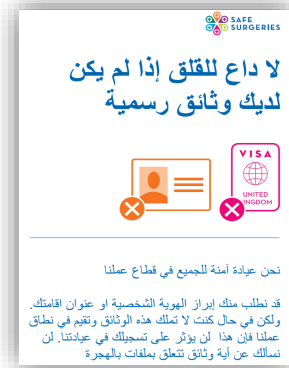 SAFE
SURGERIES
لا داع للقلق إذا لم يكن
لديك وثائق رسمية
VISA
UNITED
KINGDOM
نحن عيادة آمنة للجميع في قطاع عملنا
قد نطلب منك إبراز الهوية الشخصية او عنوان اقامتك.
ولكن في حال كنت لا تملك هذه الوثائق وتقيم في نطاق
عملنا فإن هذا لن يؤثر على تسجيلك في عيادتنا. لن
نسألك عن أية وثائق تتعلق بملفات بالهجرة